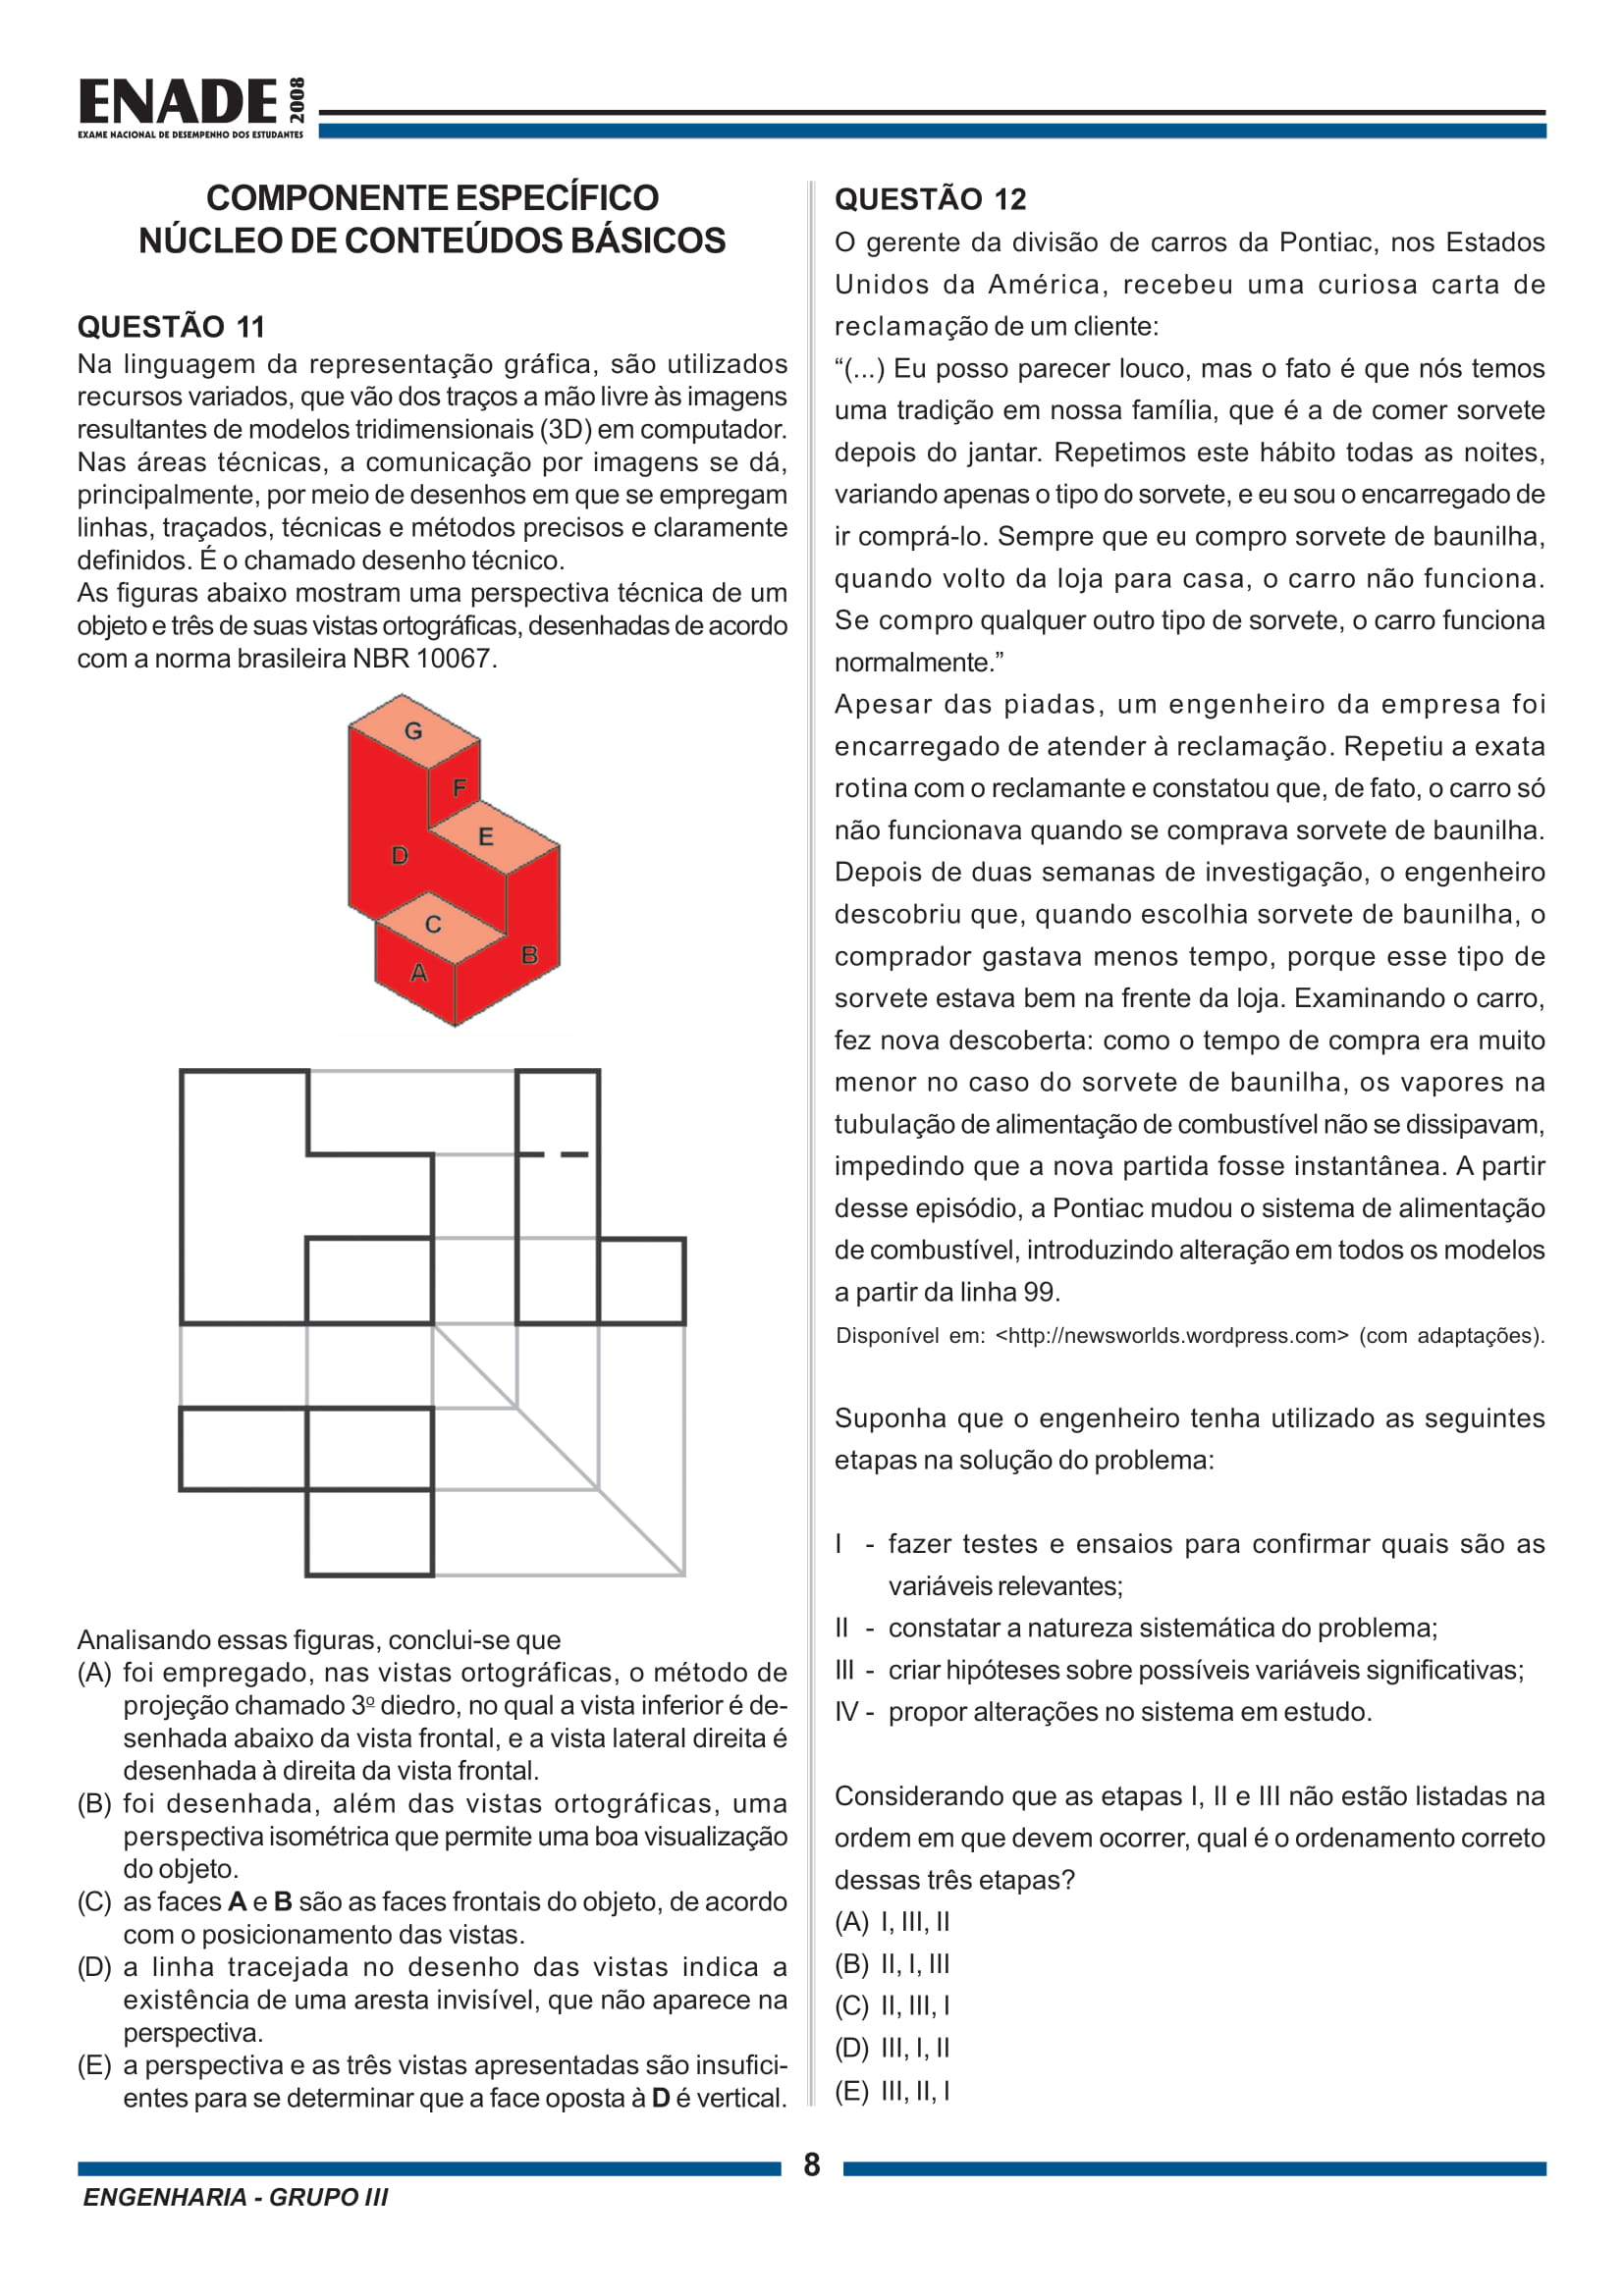 ENADE 2008
EXAME NACIONAL DE DESEMPENHO DOS ESTUDANTES
COMPONENTE ESPECÍFICO
NÚCLEO DE CONTEÚDOS BÁSICOS
QUESTÃO 11
Na linguagem da representação gráfica, são utilizados
recursos variados, que vão dos traços a mão livre às imagens
resultantes de modelos tridimensionais (3D) em computador.
Nas áreas técnicas, a comunicação por imagens se dá,
principalmente, por meio de desenhos em que se empregam
linhas, traçados, técnicas e métodos precisos e claramente
definidos. É o chamado desenho técnico.
As figuras abaixo mostram uma perspectiva técnica de um
objeto e três de suas vistas ortográficas, desenhadas de acordo
com a norma brasileira NBR 10067.
G
F
E
D
C
B
A
Analisando essas figuras, conclui-se que
(A) foi empregado, nas vistas ortográficas, o método de
projeção chamado 3º diedro, no qual a vista inferior é de-
senhada abaixo da vista frontal, e a vista lateral direita é
desenhada à direita da vista frontal.
(B) foi desenhada, além das vistas ortográficas, uma
perspectiva isométrica que permite uma boa visualização
do objeto.
(C) as faces A e B são as faces frontais do objeto, de acordo
com o posicionamento das vistas.
(D) a linha tracejada no desenho das vistas indica a
existência de uma aresta invisível, que não aparece na
perspectiva.
(E) a perspectiva e as três vistas apresentadas são insufici-
entes para se determinar que a face oposta à D é vertical.
QUESTÃO 12
O gerente da divisão de carros da Pontiac, nos Estados
Unidos da América, recebeu uma curiosa carta de
reclamação de um cliente:
“(...) Eu posso parecer louco, mas o fato é que nós temos
uma tradição em nossa família, que é a de comer sorvete
depois do jantar. Repetimos este hábito todas as noites,
variando apenas o tipo do sorvete, e eu sou o encarregado de
ir comprá-lo. Sempre que eu compro sorvete de baunilha,
quando volto da loja para casa, o carro não funciona.
Se compro qualquer outro tipo de sorvete, o carro funciona
normalmente.”
Apesar das piadas, um engenheiro da empresa foi
encarregado de atender à reclamação. Repetiu a exata
rotina com o reclamante e constatou que, de fato, o carro só
não funcionava quando se comprava sorvete de baunilha.
Depois de duas semanas de investigação, o engenheiro
descobriu que, quando escolhia sorvete de baunilha, o
comprador gastava menos tempo, porque esse tipo de
sorvete estava bem na frente da loja. Examinando o carro,
fez nova descoberta: como o tempo de compra era muito
menor no caso do sorvete de baunilha, os vapores na
tubulação de alimentação de combustível não se dissipavam,
impedindo que a nova partida fosse instantânea. A partir
desse episódio, a Pontiac mudou o sistema de alimentação
de combustível, introduzindo alteração em todos os modelos
a partir da linha 99.
Disponível em: <http://newsworlds.wordpress.com> (com adaptações).
Suponha que o engenheiro tenha utilizado as seguintes
etapas na solução do problema:
I - fazer testes e ensaios para confirmar quais são as
variáveis relevantes;
II - constatar a natureza sistemática do problema;
III - criar hipóteses sobre possíveis variáveis significativas;
IV - propor alterações no sistema em estudo.
Considerando que as etapas I, II e III não estão listadas na
ordem em que devem ocorrer, qual é o ordenamento correto
dessas três etapas?
(A) I, III, II
(B) II, I, III
(C) II, III, I
(D) III, I, II
(E) III, II, I
8
ENGENHARIA - GRUPO III